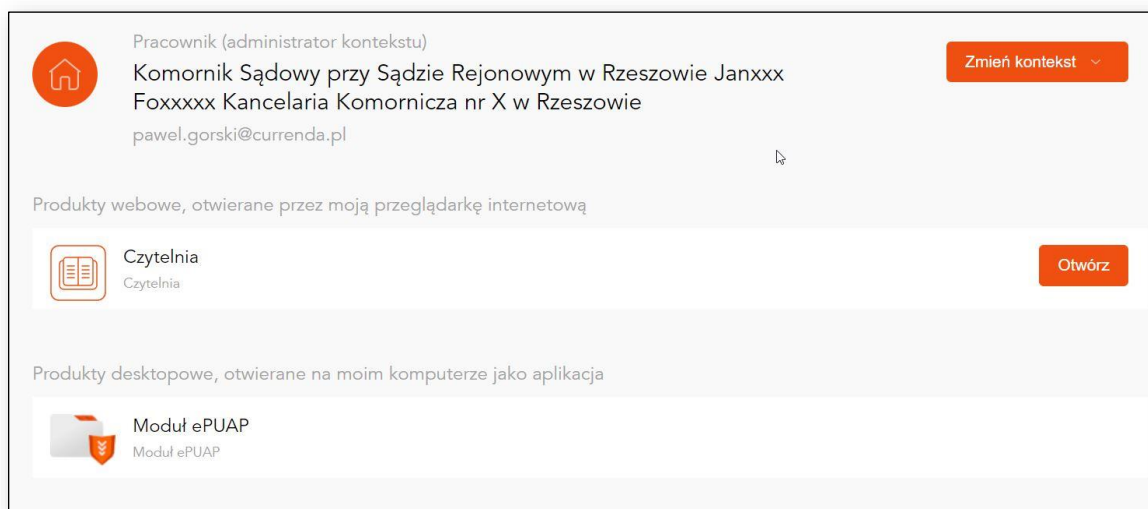 Pracownik (administrator kontekstu)
Komornik Sądowy przy Sądzie Rejonowym w Rzeszowie Janxxx
Foxxxxx Kancelaria Komornicza nr X w Rzeszowie
pawel.gorski@currenda.pl
Zmień kontekst
Produkty webowe, otwierane przez moją przeglądarkę internetową
Czytelnia
Czytelnia
Otwórz
Produkty desktopowe, otwierane na moim komputerze jako aplikacja
Moduł ePUAP
Moduł ePUAP